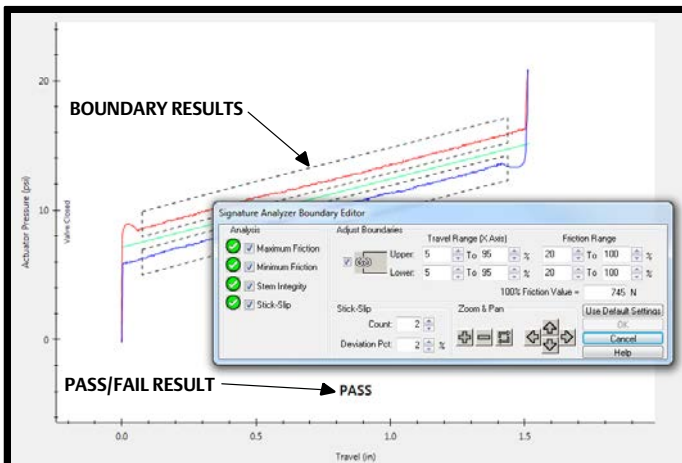 20
10
0
Actuator Pressure (psi)
Valve Closed
BOUNDARY RESULTS
Signature Analyzer Boundary Editor
Analysis
Maximum Friction
Minimum Friction
Stem Integrity
Stick-Slip
Adjust Boundaries
Travel Range (X Axis) Friction Range
Upper: 5 To 95 % 20 To 100 %
Lower: 5 To 95 % 20 To 100 %
100% Friction Value = 745 N
Stick-Slip
Count: 2
Deviation Pct: 2 %
Zoom & Pan
Use Default Settings
OK
Cancel
Help
PASS/FAIL RESULT
PASS
0.0 0.5 1.0 1.5
Travel (in)